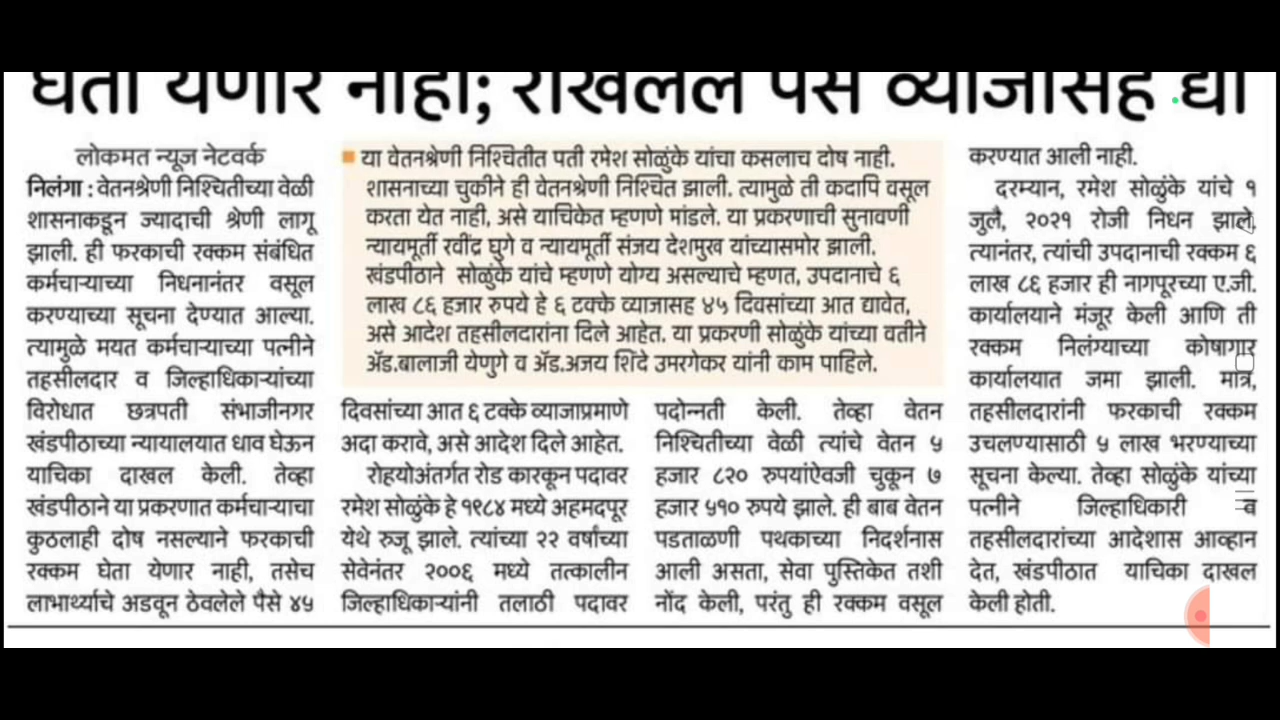 घेता येणार नाही; राखलेले पैसे व्याजासह द्या
लोकमत न्यूज नेटवर्क
निलंगा : वेतनश्रेणी निश्चितीच्या वेळी
शासनाकडून ज्यादाची श्रेणी लागू
झाली. ही फरकाची रक्कम संबंधित
कर्मचाऱ्याच्या निधनानंतर वसूल
करण्याच्या सूचना देण्यात आल्या.
त्यामुळे मयत कर्मचाऱ्याच्या पत्नीने
तहसीलदार व जिल्हाधिकाऱ्यांच्या
विरोधात छत्रपती संभाजीनगर
खंडपीठाच्या न्यायालयात धाव घेऊन
याचिका दाखल केली. तेव्हा
खंडपीठाने या प्रकरणात कर्मचाऱ्याचा
कुठलाही दोष नसल्याने फरकाची
रक्कम घेता येणार नाही, तसेच
लाभार्थ्याचे अडवून ठेवलेले पैसे ४५
■ या वेतनश्रेणी निश्चितीत पती रमेश सोळुंके यांचा कसलाच दोष नाही.
शासनाच्या चुकीने ही वेतनश्रेणी निश्चित झाली. त्यामुळे ती कदापि वसूल
करता येत नाही, असे याचिकेत म्हणणे मांडले. या प्रकरणाची सुनावणी
न्यायमूर्ती रवींद्र घुगे व न्यायमूर्ती संजय देशमुख यांच्यासमोर झाली.
खंडपीठाने सोळुंके यांचे म्हणणे योग्य असल्याचे म्हणत, उपदानाचे ६
लाख ८६ हजार रुपये हे ६ टक्के व्याजासह ४५ दिवसांच्या आत द्यावेत,
असे आदेश तहसीलदारांना दिले आहेत. या प्रकरणी सोळुंके यांच्या वतीने
ॲड.बालाजी येणुगे व ॲड.अजय शिंदे उमरगेकर यांनी काम पाहिले.
दिवसांच्या आत ६ टक्के व्याजाप्रमाणे
अदा करावे, असे आदेश दिले आहेत.
रोहयोअंतर्गत रोड कारकून पदावर
रमेश सोळुंके हे १९८४ मध्ये अहमदपूर
येथे रुजू झाले. त्यांच्या २२ वर्षांच्या
सेवेनंतर २००६ मध्ये तत्कालीन
जिल्हाधिकाऱ्यांनी तलाठी पदावर
पदोन्नती केली. तेव्हा वेतन
निश्चितीच्या वेळी त्यांचे वेतन ५
हजार ८२० रुपयांऐवजी चुकून ७
हजार ५१० रुपये झाले. ही बाब वेतन
पडताळणी पथकाच्या निदर्शनास
आली असता, सेवा पुस्तिकेत तशी
नोंद केली, परंतु ही रक्कम वसूल
करण्यात आली नाही.
दरम्यान, रमेश सोळुंके यांचे १
जुलै, २०२१ रोजी निधन झाले.
त्यानंतर, त्यांची उपदानाची रक्कम ६
लाख ८६ हजार ही नागपूरच्या ए.जी.
कार्यालयाने मंजूर केली आणि ती
रक्कम निलंग्याच्या कोषागार
कार्यालयात जमा झाली. मात्र,
तहसीलदारांनी फरकाची रक्कम
उचलण्यासाठी ५ लाख भरण्याच्या
सूचना केल्या. तेव्हा सोळुंके यांच्या
पत्नीने जिल्हाधिकारी व
तहसीलदारांच्या आदेशास आव्हान
देत, खंडपीठात याचिका दाखल
केली होती.